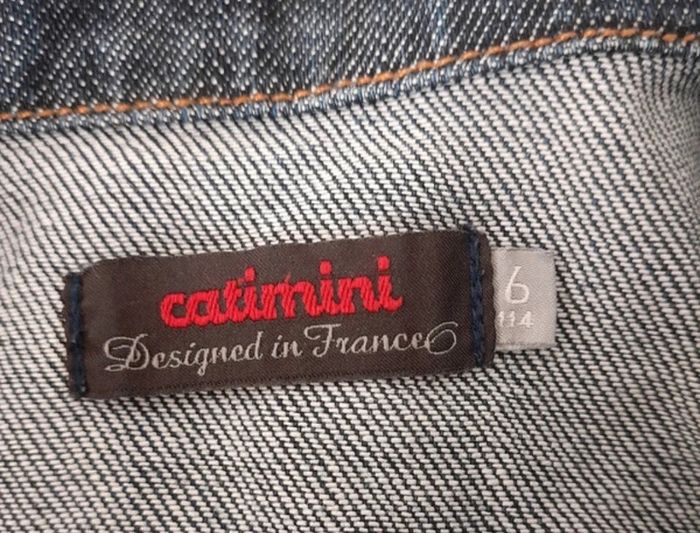 catimini
Designed in France
6
114